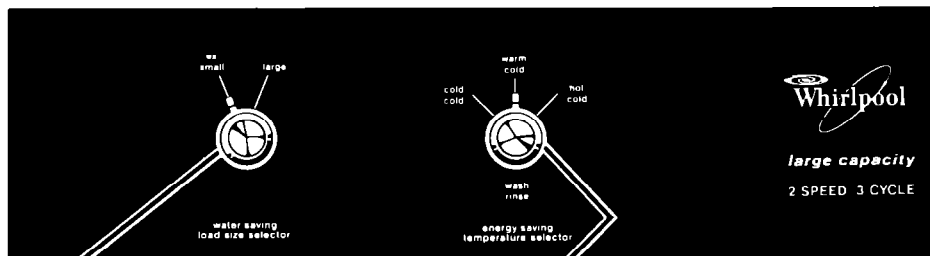 ex
small
large
warm
cold
cold
cold
hot
cold
Whirlpool
large capacity
2 SPEED 3 CYCLE
wash
rinse
water saving
load size selector
energy saving
temperature selector